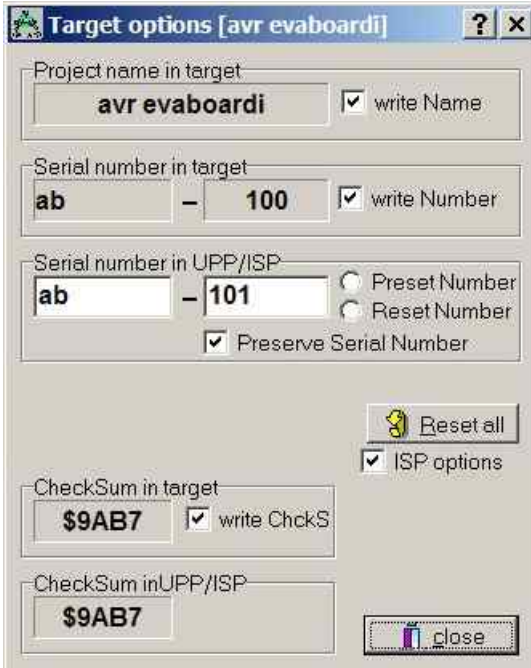 Target options [avr evaboardi] ? ×
Project name in target
avr evaboardi write Name
Serial number in target
ab – 100 write Number
Serial number in UPP/ISP
ab – 101 Preset Number
Reset Number
Preserve Serial Number
Reset all
ISP options
CheckSum in target
$9AB7 write ChckS
CheckSum inUPP/ISP
$9AB7
close